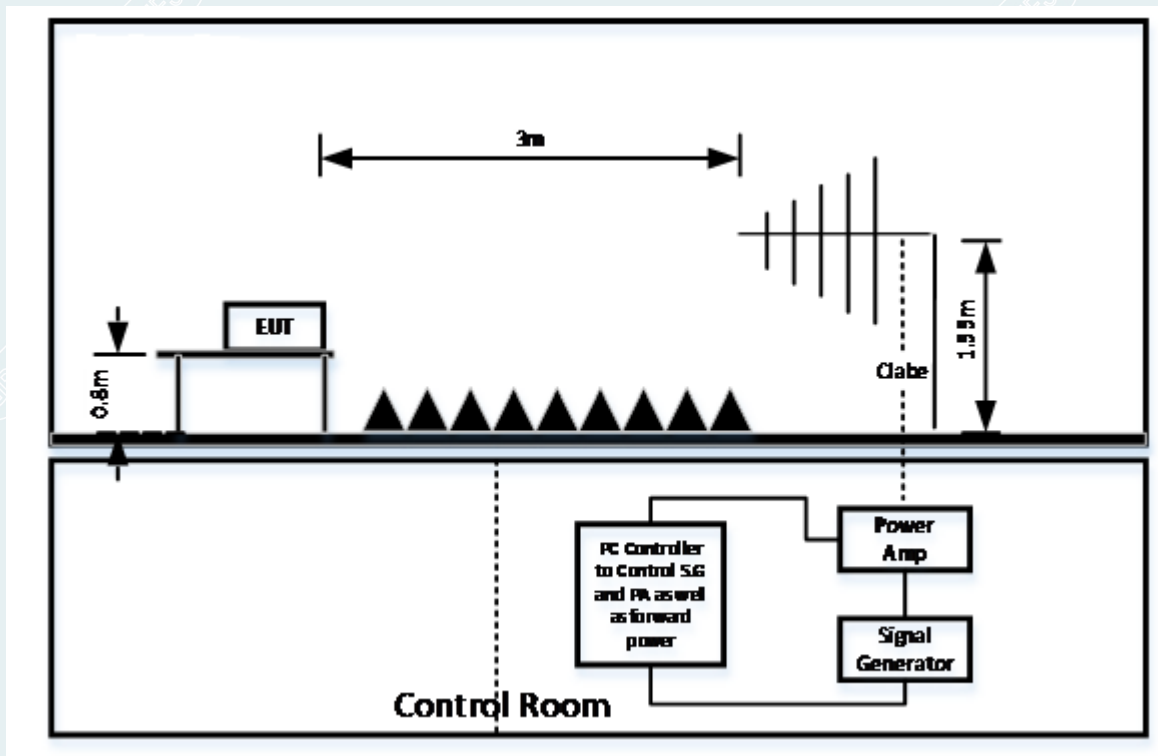 3m
EUT
0.8m
1.55m
Clabe
Power
Amp
PC Controller
to Control S.G
and PA as well
as forward
power
Signal
Generator
Control Room